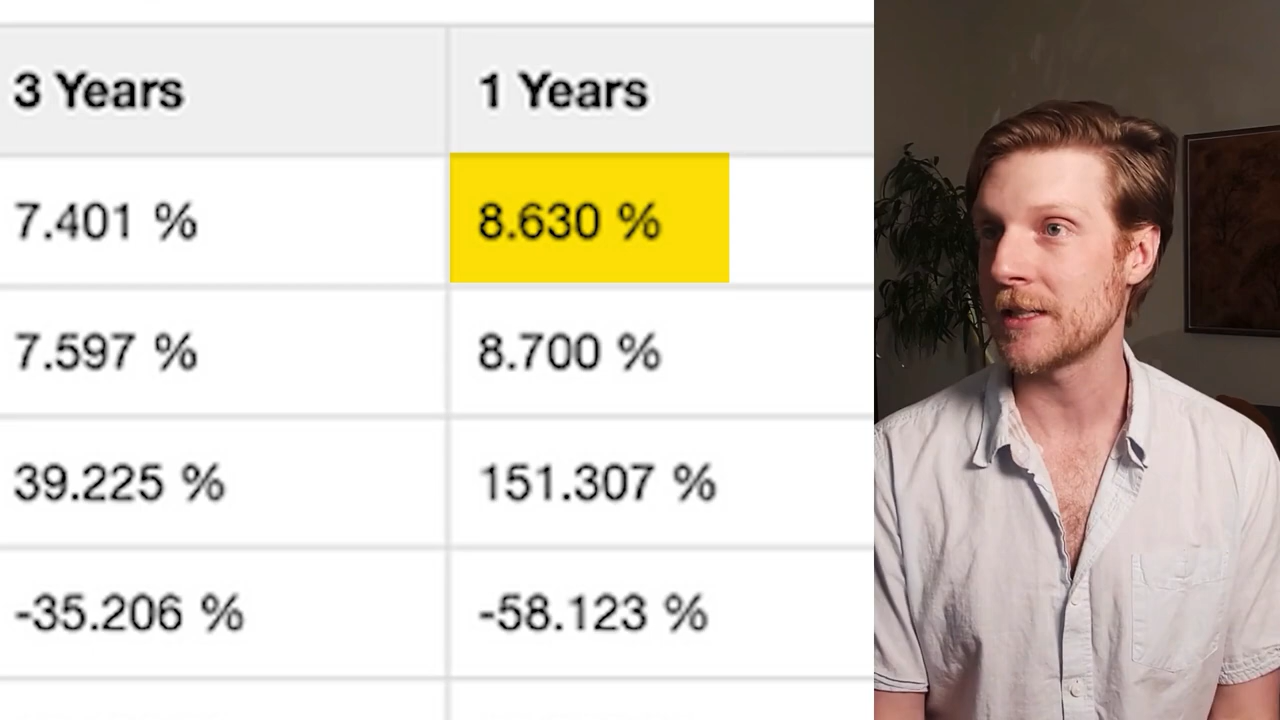 3 Years 1 Years
7.401 % 8.630 %
7.597 % 8.700 %
39.225 % 151.307 %
-35.206 % -58.123 %